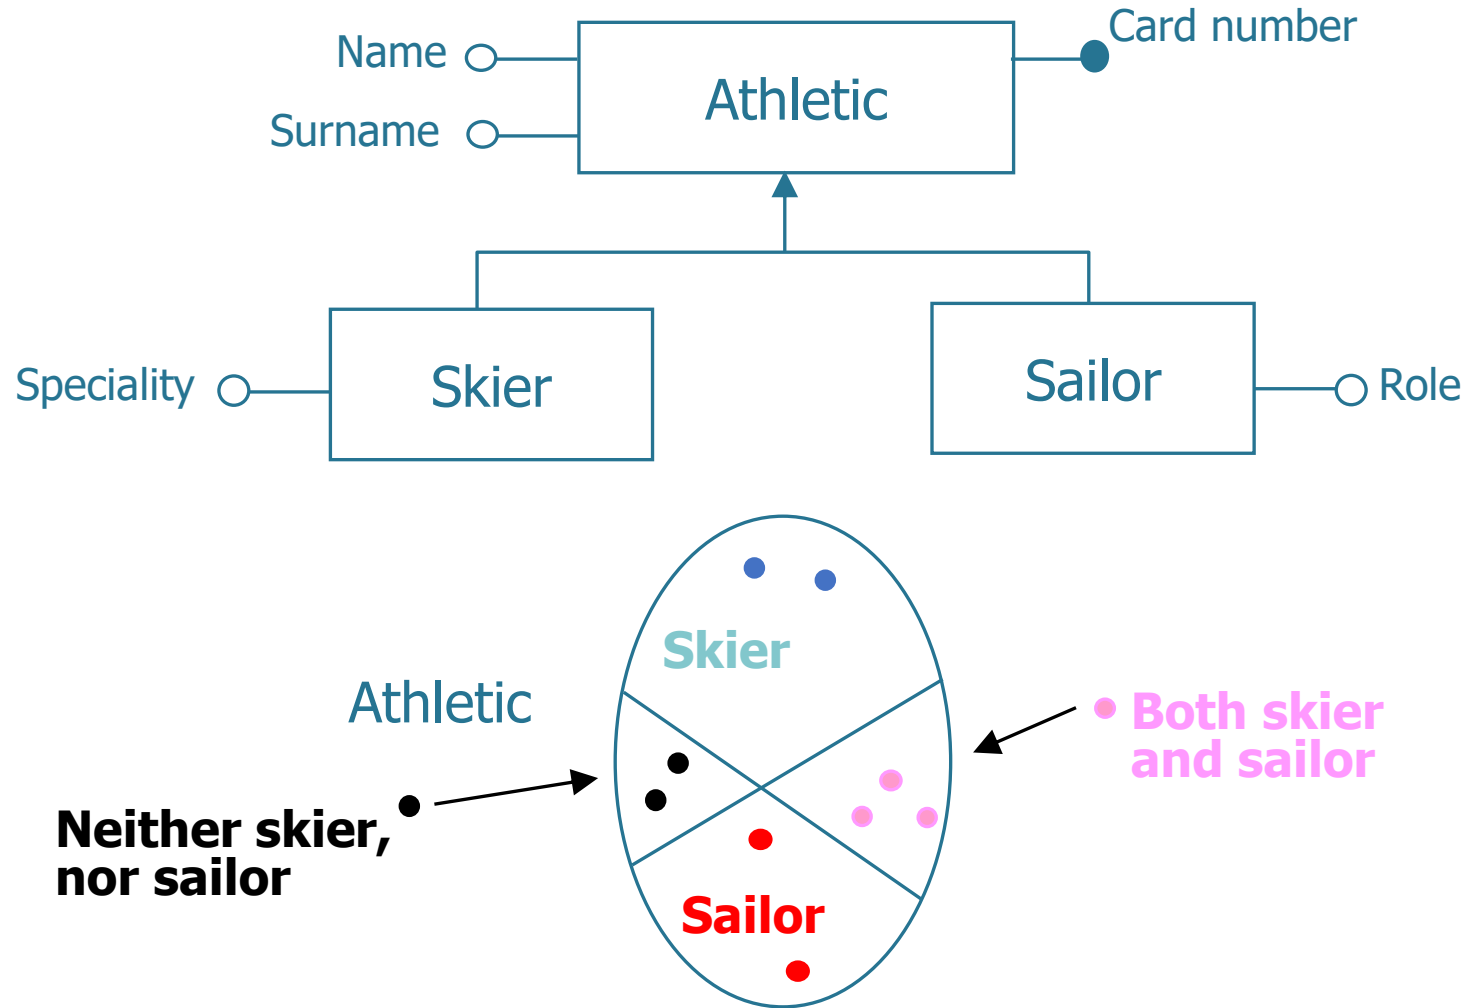 Name
Card number
Athletic
Surname
Speciality
Skier
Sailor
Role
Skier
Athletic
Both skier
and sailor
Neither skier,
nor sailor
Sailor